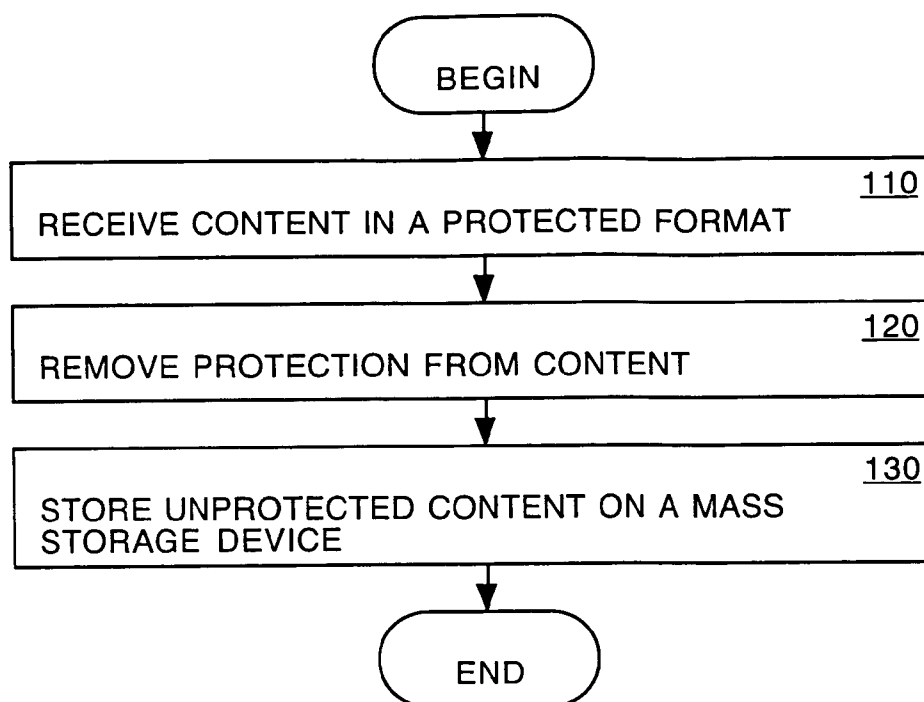 BEGIN
110
RECEIVE CONTENT IN A PROTECTED FORMAT
120
REMOVE PROTECTION FROM CONTENT
130
STORE UNPROTECTED CONTENT ON A MASS
STORAGE DEVICE
END